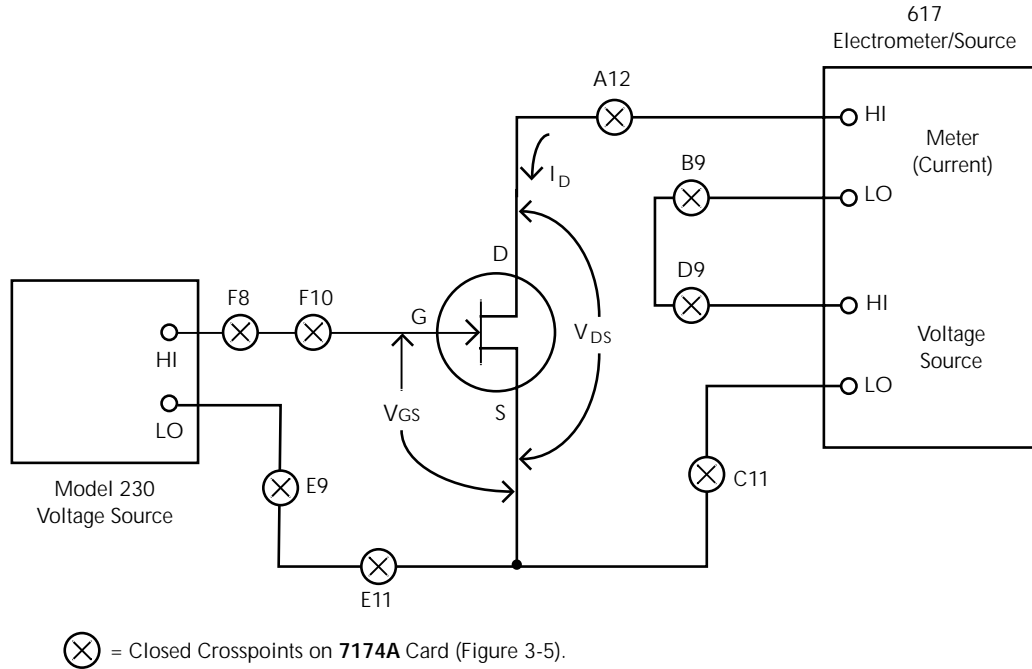 617
Electrometer/Source
A12
HI
Meter
(Current)
I D
B9
LO
D
D9
F8
F10
G
HI
HI
V DS
Voltage
Source
LO
S
VGS
LO
E9
C11
Model 230
Voltage Source
E11
= Closed Crosspoints on 7174A Card (Figure 3-5).